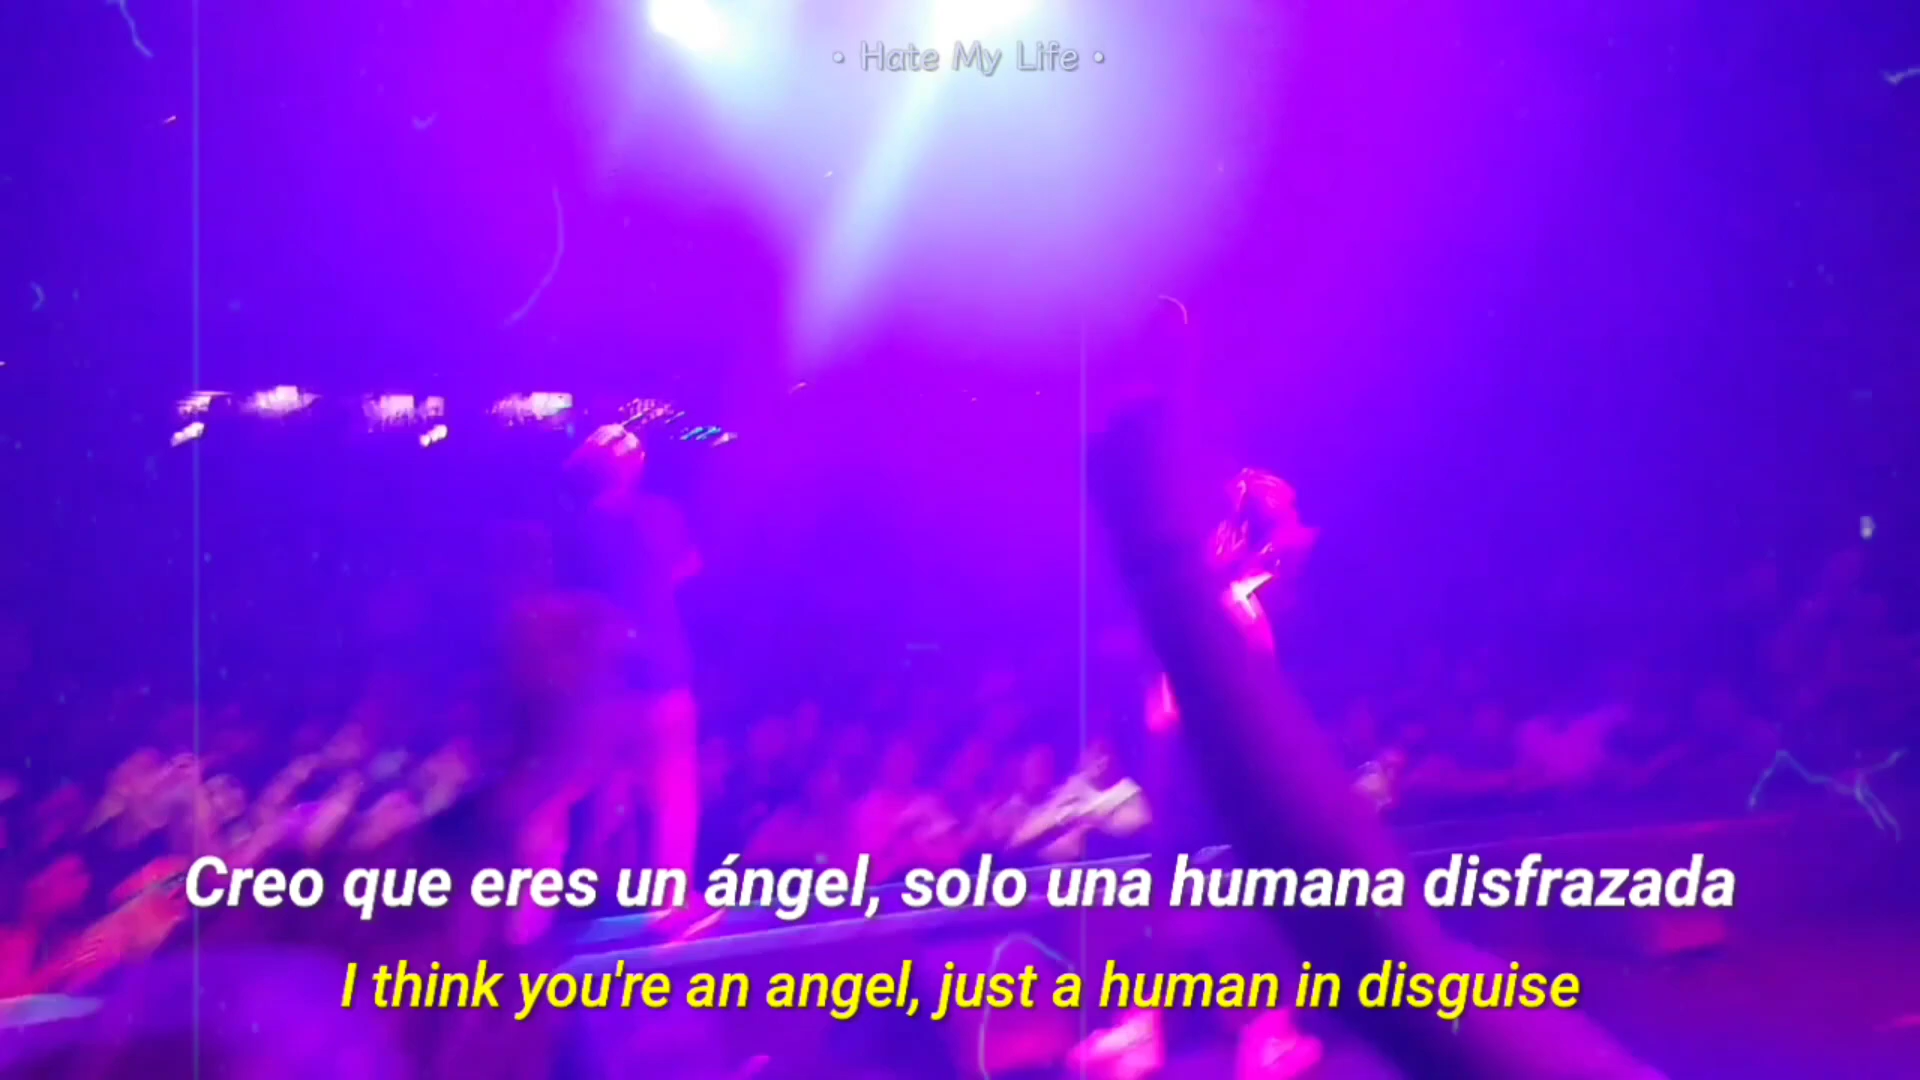 • Hate My Life •
Creo que eres un ángel, solo una humana disfrazada
I think you're an angel, just a human in disguise